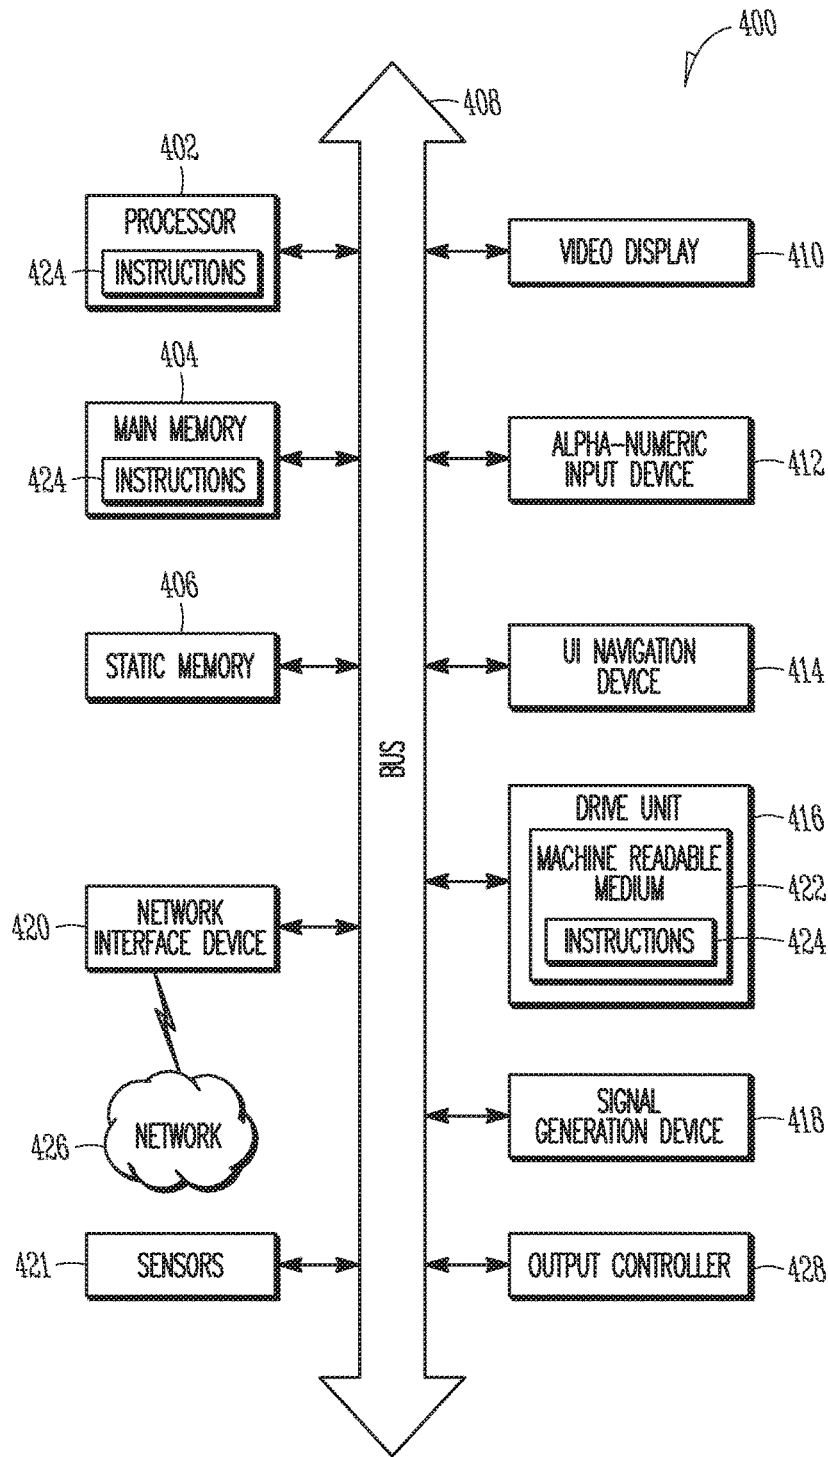 400
408
402
PROCESSOR
424
INSTRUCTIONS
VIDEO DISPLAY
410
404
MAIN MEMORY
424
INSTRUCTIONS
ALPHA-NUMERIC
INPUT DEVICE
412
406
STATIC MEMORY
UI NAVIGATION
DEVICE
414
BUS
DRIVE UNIT
416
MACHINE READABLE
MEDIUM
422
INSTRUCTIONS
424
420
NETWORK
INTERFACE DEVICE
426
NETWORK
SIGNAL
GENERATION DEVICE
418
421
SENSORS
OUTPUT CONTROLLER
428